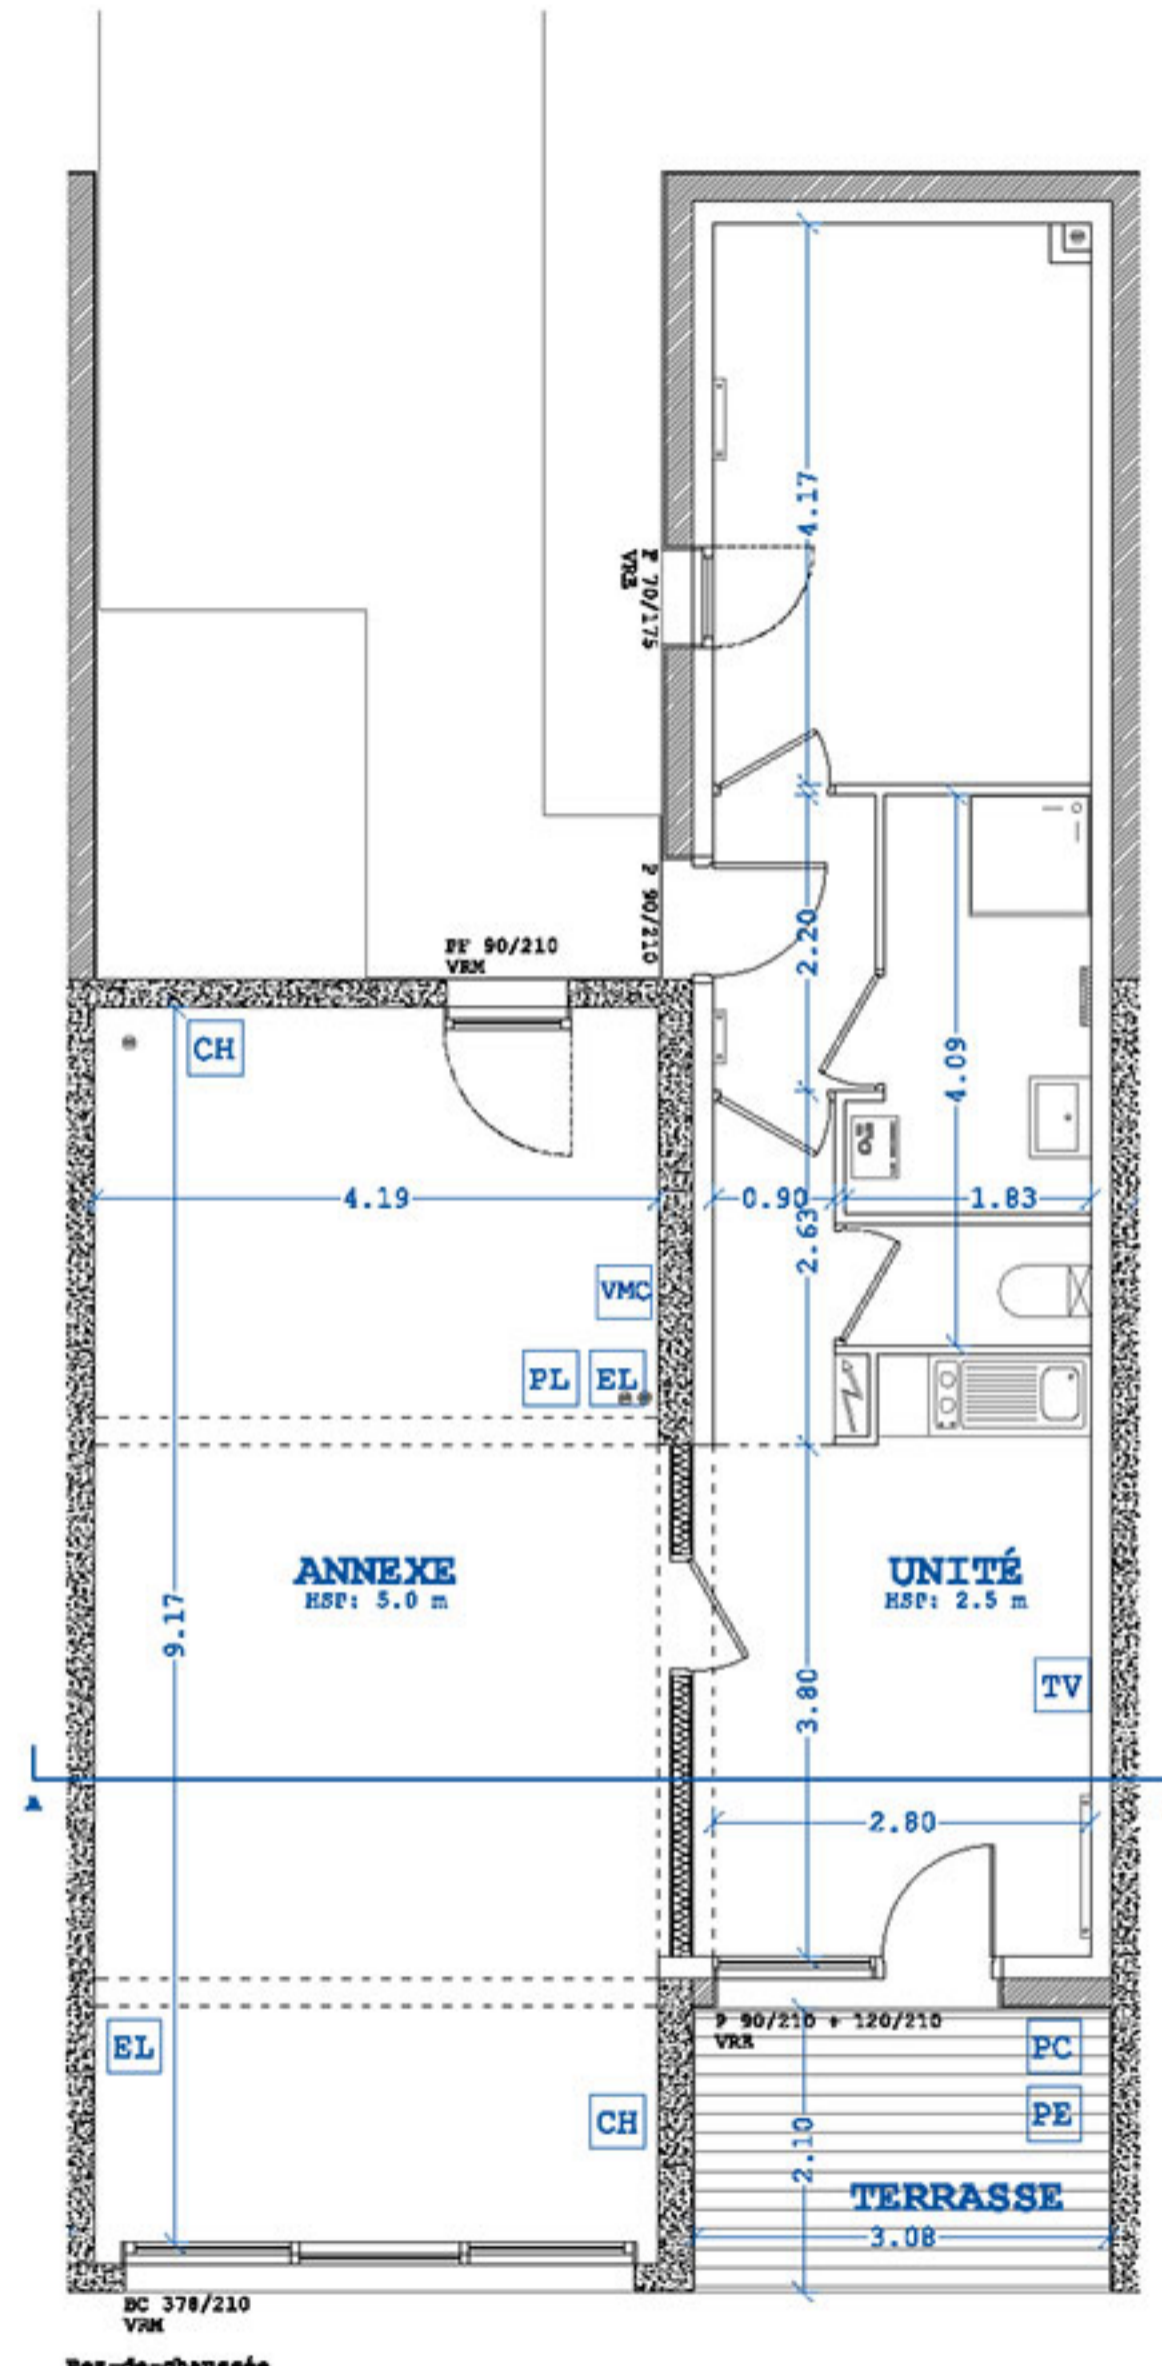 4.17
F 70/175
VRE
P 90/210
2.20
PF 90/210
VRM
CH
4.09
4.19
0.90
1.83
2.63
VMC
PL
EL
ANNEXE
HSP: 5.0 m
UNITÉ
HSP: 2.5 m
9.17
TV
3.80
A
2.80
P 90/210 + 120/210
VRE
EL
PC
CH
PE
2.10
TERRASSE
3.08
BC 378/210
VRM